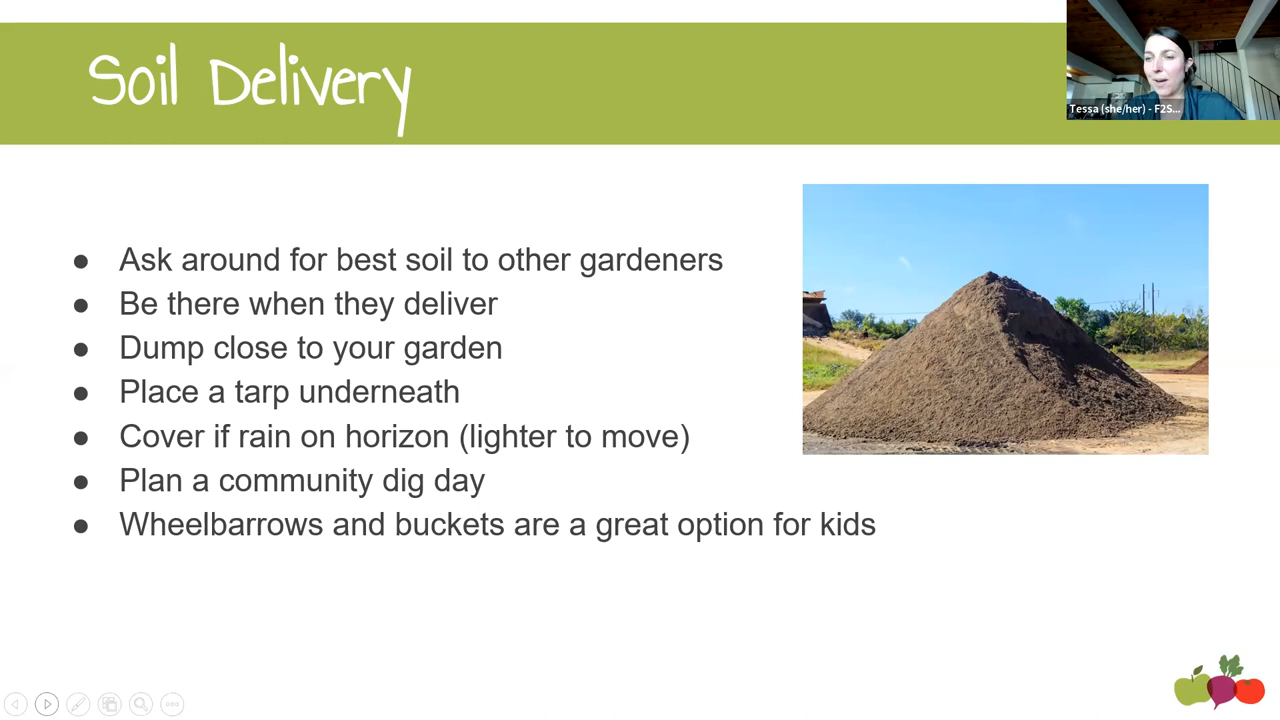 Soil Delivery
Tessa (she/her) - F2S...
● Ask around for best soil to other gardeners
● Be there when they deliver
● Dump close to your garden
● Place a tarp underneath
● Cover if rain on horizon (lighter to move)
● Plan a community dig day
● Wheelbarrows and buckets are a great option for kids